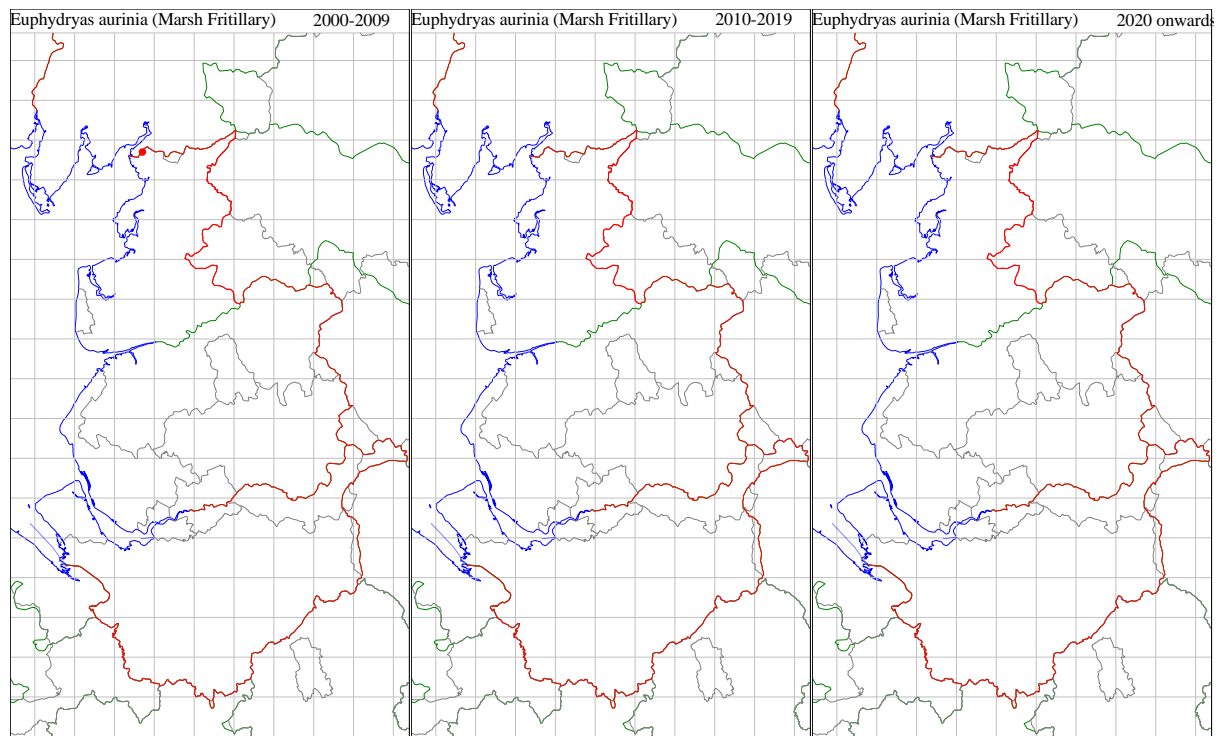 Euphydryas aurinia (Marsh Fritillary) 2000-2009
Euphydryas aurinia (Marsh Fritillary) 2010-2019
Euphydryas aurinia (Marsh Fritillary) 2020 onwards